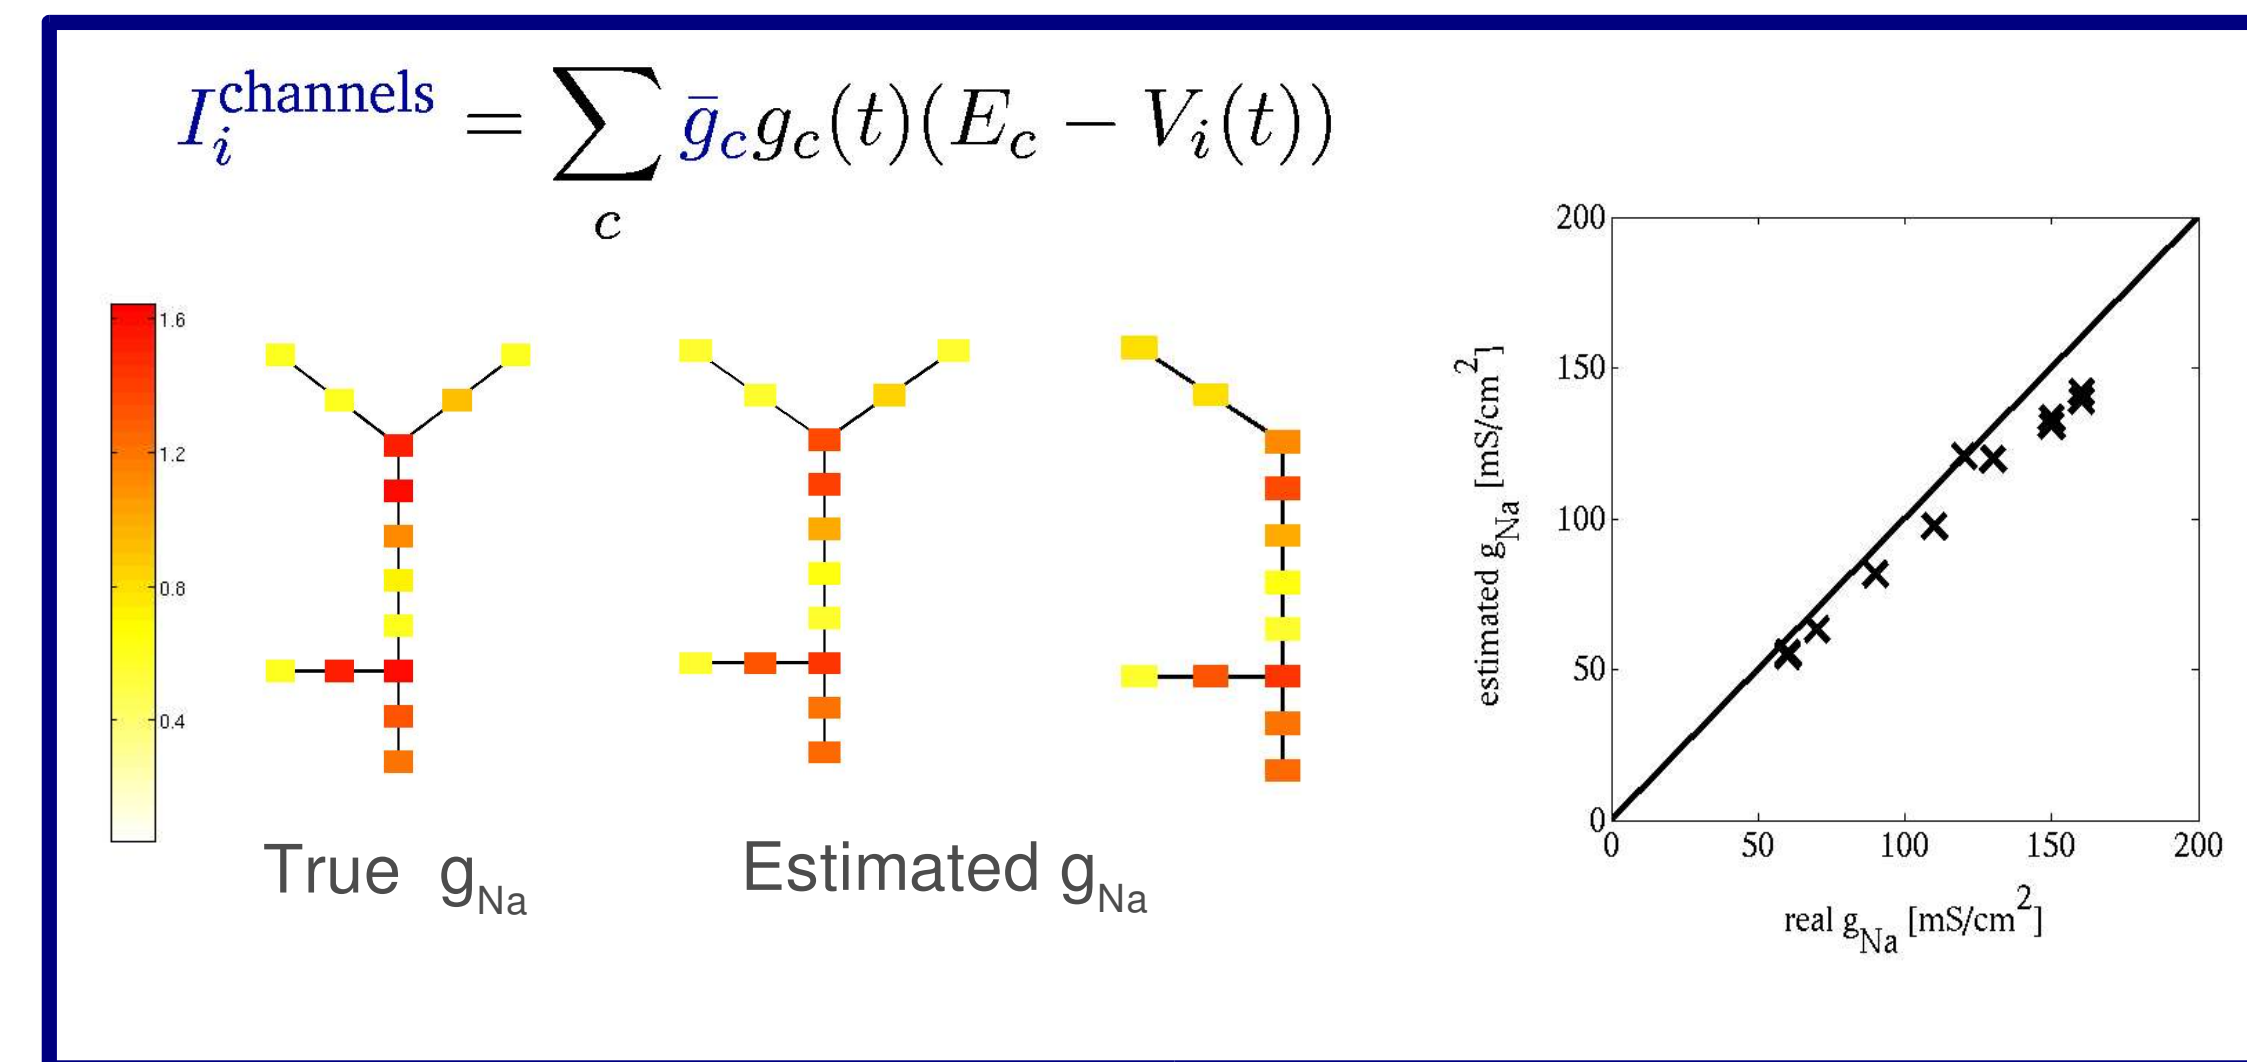 I_i^channels = ∑_c ḡ_c g_c(t)(E_c − V_i(t))
1.6
1.2
0.8
0.4
True g_Na
Estimated g_Na
200
150
100
50
0
estimated g_Na [mS/cm^2]
0 50 100 150 200
real g_Na [mS/cm^2]